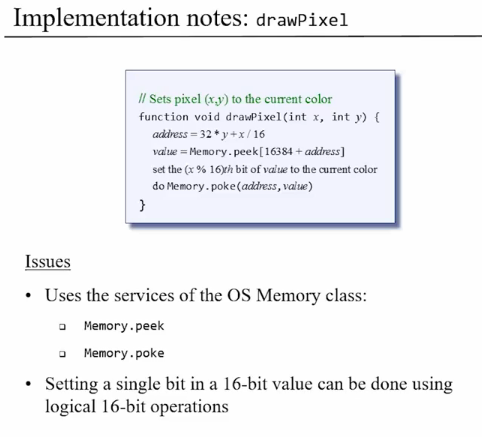 Implementation notes: drawPixel
// Sets pixel (x,y) to the current color
function void drawPixel(int x, int y) {
address = 32 * y + x / 16
value = Memory.peek[16384 + address]
set the (x % 16)th bit of value to the current color
do Memory.poke(address, value)
}
Issues
• Uses the services of the OS Memory class:
❑ Memory.peek
❑ Memory.poke
• Setting a single bit in a 16-bit value can be done using
logical 16-bit operations